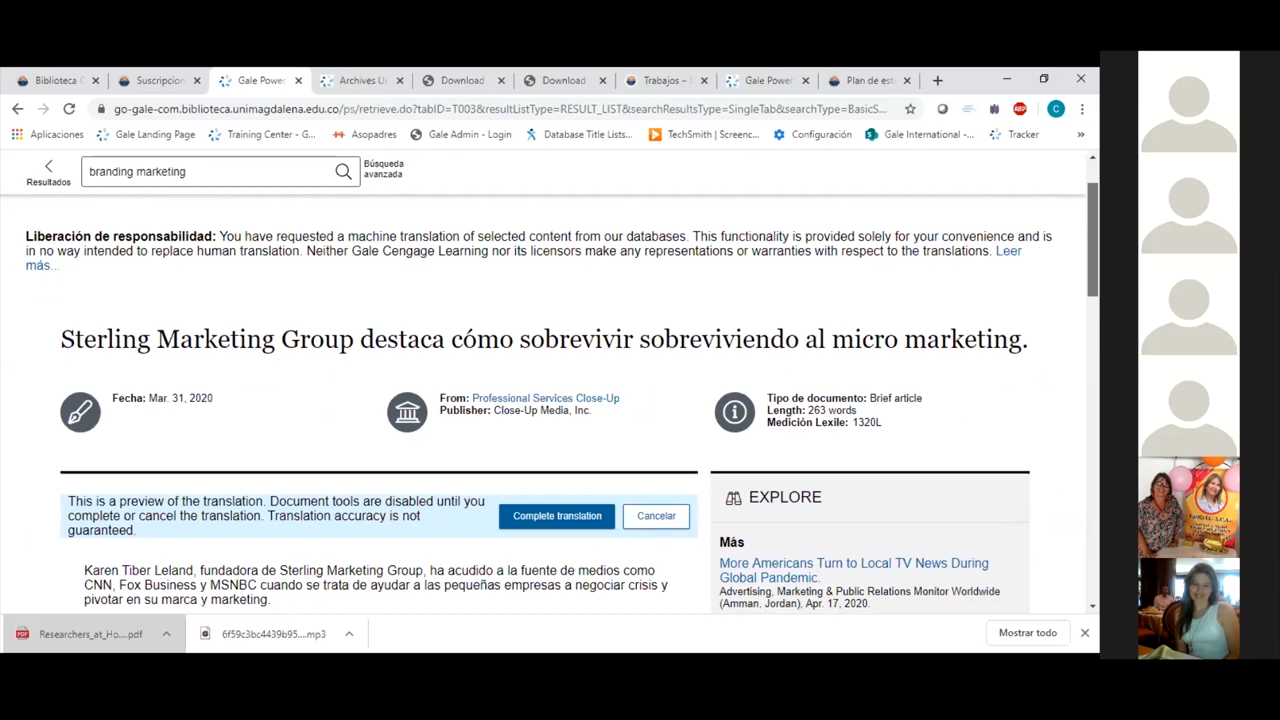 Biblioteca C
Suscripcion
Gale Power
Archives U
Download
Download
Trabajos –
Gale Power
Plan de est
go-gale-com.biblioteca.unimagdalena.edu.co/ps/retrieve.do?tabID=T003&resultListType=RESULT_LIST&searchResultsType=SingleTab&searchType=BasicS...
ABP
C
Aplicaciones
Gale Landing Page
Training Center - G...
Asopadres
Gale Admin - Login
Database Title Lists...
TechSmith | Screenc...
Configuración
Gale International -...
Tracker
»
Resultados
branding marketing
Búsqueda
avanzada
Liberación de responsabilidad: You have requested a machine translation of selected content from our databases. This functionality is provided solely for your convenience and is
in no way intended to replace human translation. Neither Gale Cengage Learning nor its licensors make any representations or warranties with respect to the translations. Leer
más...
Sterling Marketing Group destaca cómo sobrevivir sobreviviendo al micro marketing.
Fecha: Mar. 31, 2020
From: Professional Services Close-Up
Publisher: Close-Up Media, Inc.
Tipo de documento: Brief article
Length: 263 words
Medición Lexile: 1320L
This is a preview of the translation. Document tools are disabled until you
complete or cancel the translation. Translation accuracy is not
guaranteed.
Complete translation
Cancelar
Karen Tiber Leland, fundadora de Sterling Marketing Group, ha acudido a la fuente de medios como
CNN, Fox Business y MSNBC cuando se trata de ayudar a las pequeñas empresas a negociar crisis y
pivotar en su marca y marketing.
EXPLORE
Más
More Americans Turn to Local TV News During
Global Pandemic.
Advertising, Marketing & Public Relations Monitor Worldwide
(Amman, Jordan), Apr. 17, 2020.
Researchers_at_Ho....pdf
6f59c3bc4439b95....mp3
Mostrar todo